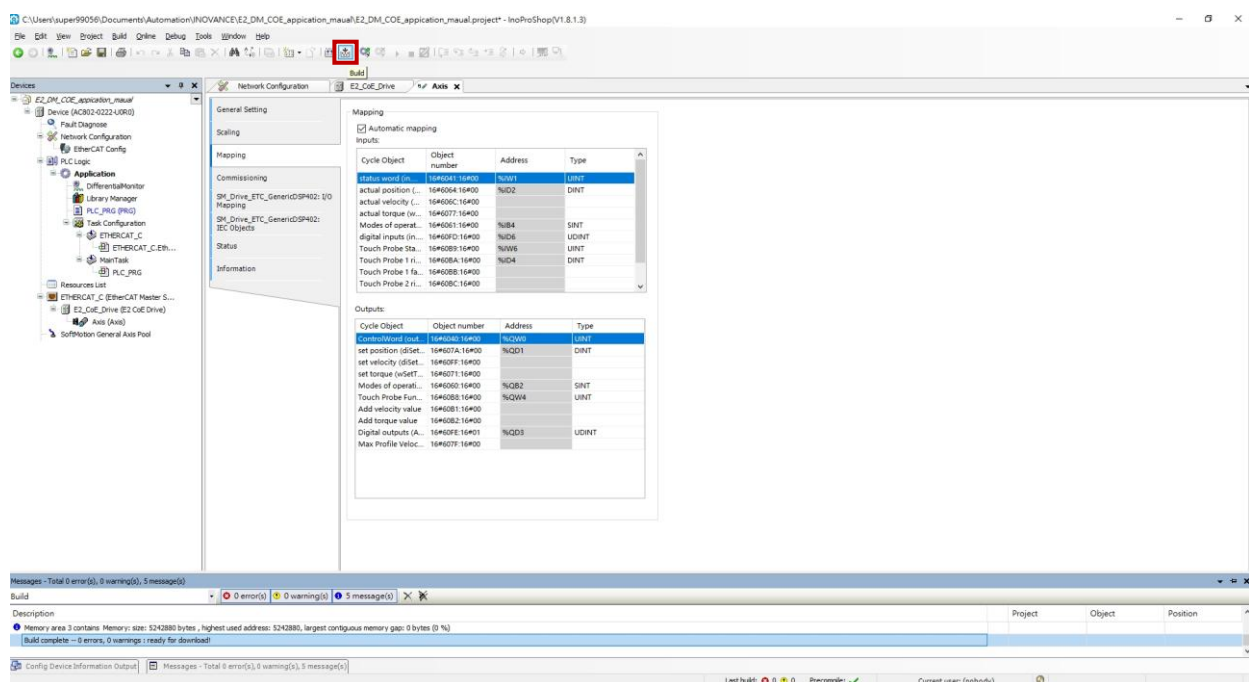 C:\Users\super99056\Documents\Automation\INOVANCE\E2_DM_COE_appication_maual\E2_DM_COE_appication_maual.project* - InoProShop(V1.8.1.3)
File Edit View Project Build Online Debug Tools Window Help
Build
Devices
E2_DM_COE_appication_maual
Device (AC802-0222-U0R0)
Fault Diagnose
Network Configuration
EtherCAT Config
PLC Logic
Application
DifferentialMonitor
Library Manager
PLC_PRG (PRG)
Task Configuration
ETHERCAT_C
ETHERCAT_C.Eth...
MainTask
PLC_PRG
Resources List
ETHERCAT_C (EtherCAT Master S...
E2_CoE_Drive (E2 CoE Drive)
Axis (Axis)
SoftMotion General Axis Pool
Network Configuration E2_CoE_Drive Axis
General Setting
Scaling
Mapping
Commissioning
SM_Drive_ETC_GenericDSP402: I/O
Mapping
SM_Drive_ETC_GenericDSP402:
IEC Objects
Status
Information
Mapping
Automatic mapping
Inputs:
Cycle Object Object number Address Type
status word (in... 16#6041:16#00 %IW1 UINT
actual position (... 16#6064:16#00 %ID2 DINT
actual velocity (... 16#606C:16#00
actual torque (w... 16#6077:16#00
Modes of operat... 16#6061:16#00 %IB4 SINT
digital inputs (in... 16#60FD:16#00 %ID6 UDINT
Touch Probe Sta... 16#60B9:16#00 %IW6 UINT
Touch Probe 1 ri... 16#60BA:16#00 %ID4 DINT
Touch Probe 1 fa... 16#60BB:16#00
Touch Probe 2 ri... 16#60BC:16#00
Outputs:
Cycle Object Object number Address Type
ControlWord (out... 16#6040:16#00 %QW0 UINT
set position (diSet... 16#607A:16#00 %QD1 DINT
set velocity (diSet... 16#60FF:16#00
set torque (wSetT... 16#6071:16#00
Modes of operati... 16#6060:16#00 %QB2 SINT
Touch Probe Fun... 16#60B8:16#00 %QW4 UINT
Add velocity value 16#60B1:16#00
Add torque value 16#60B2:16#00
Digital outputs (A... 16#60FE:16#01 %QD3 UDINT
Max Profile Veloc... 16#607F:16#00
Messages - Total 0 error(s), 0 warning(s), 5 message(s)
Build 0 error(s) 0 warning(s) 5 message(s)
Description Project Object Position
Memory area 3 contains Memory: size: 5242880 bytes , highest used address: 5242880, largest contiguous memory gap: 0 bytes (0 %)
Build complete -- 0 errors, 0 warnings : ready for download!
Config Device Information Output Messages - Total 0 error(s), 0 warning(s), 5 message(s)
Last build: 0 0 Precompile: Current user: (nobody)